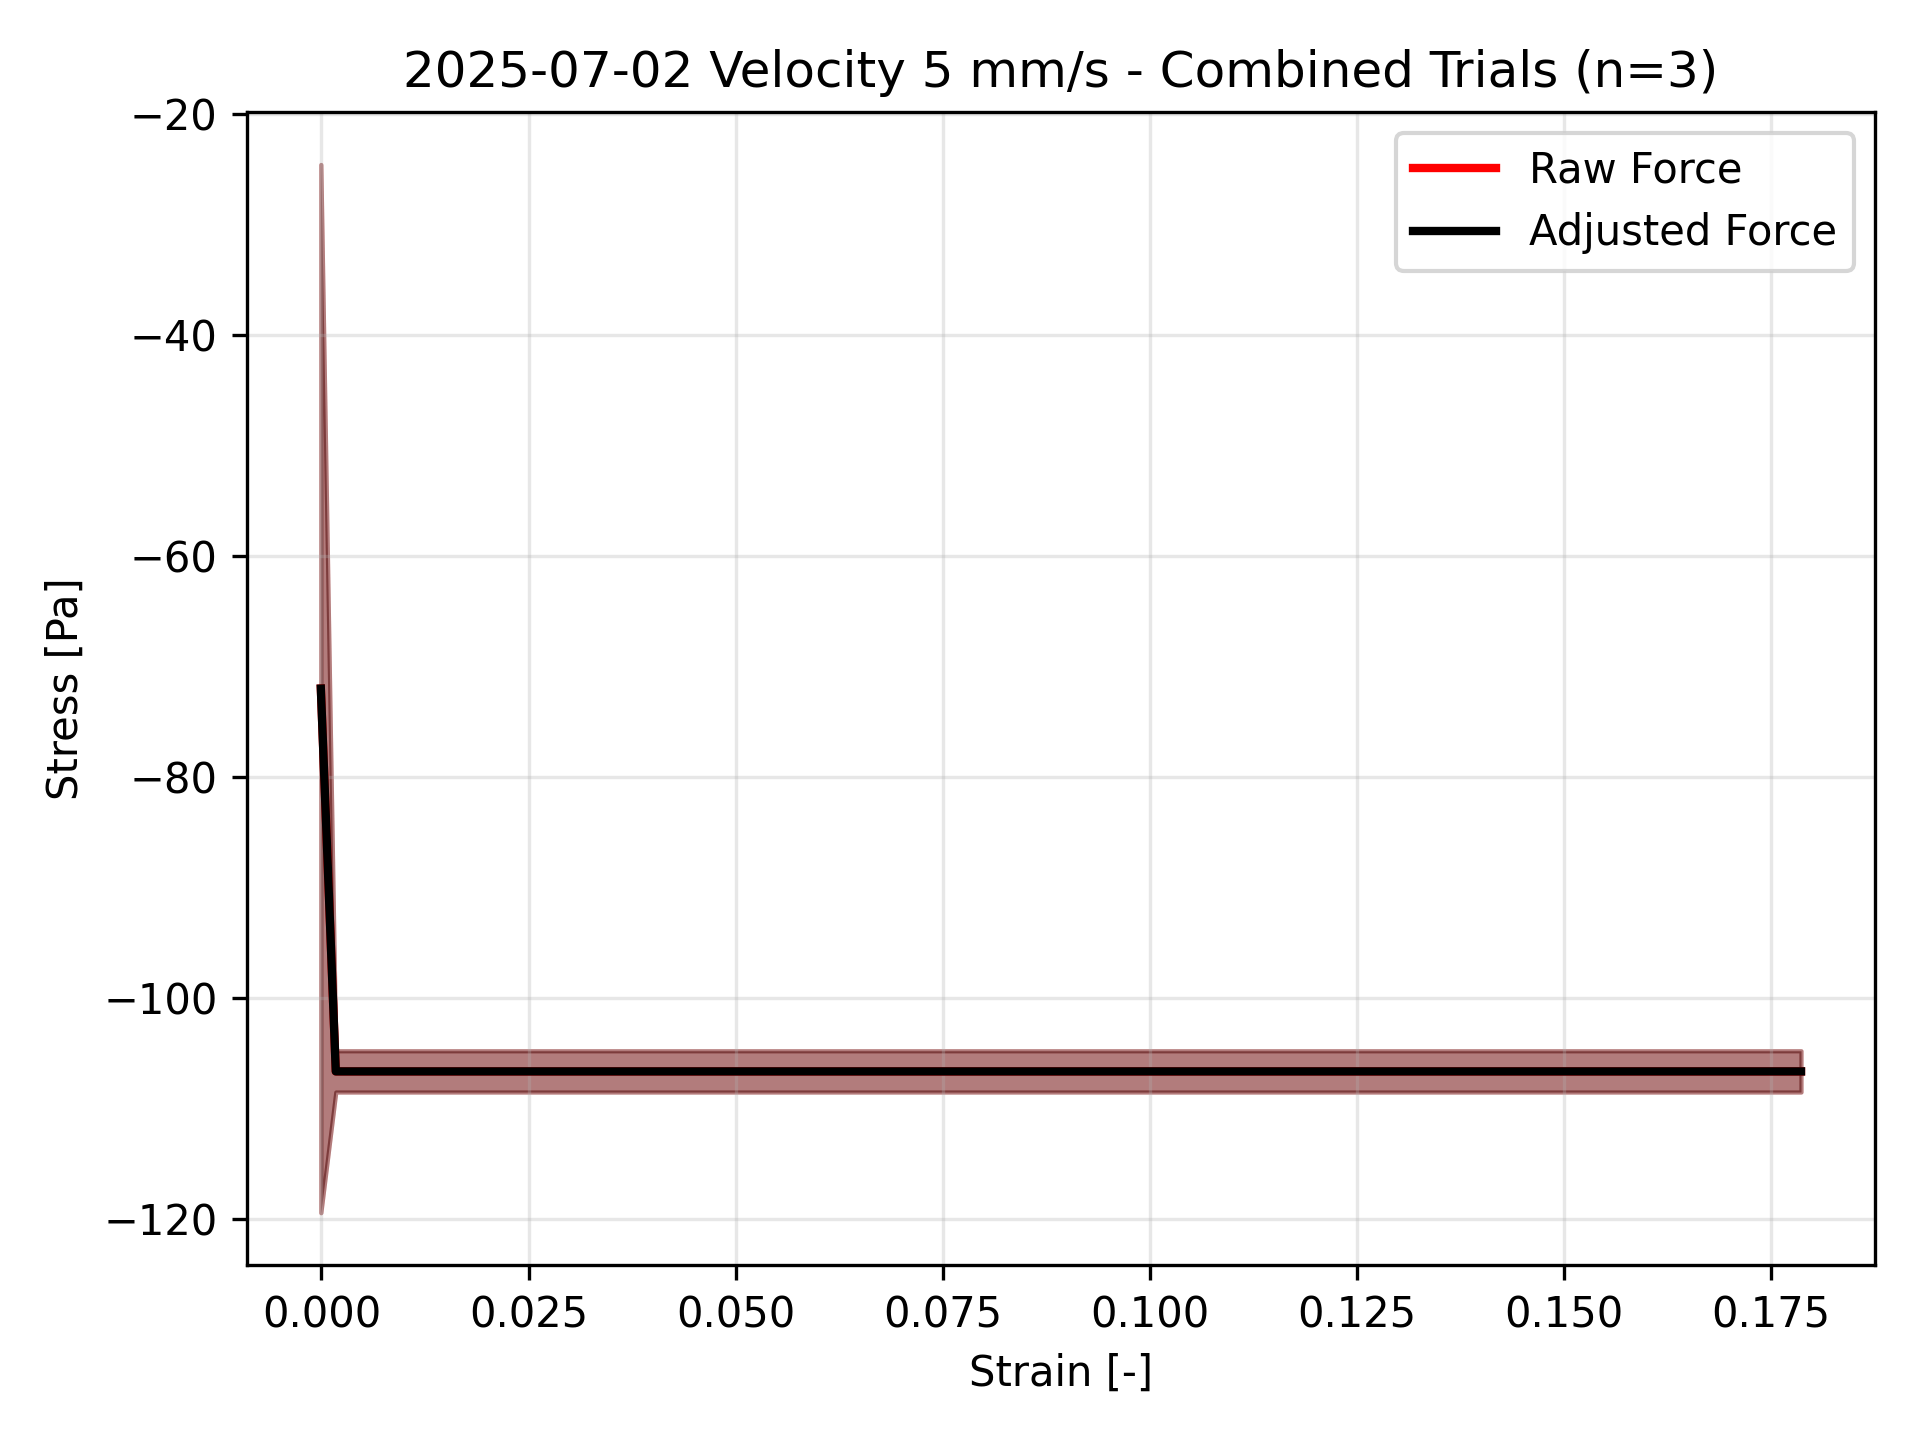 2025-07-02 Velocity 5 mm/s - Combined Trials (n=3)
Raw Force
Adjusted Force
−20
−40
−60
−80
−100
−120
Stress [Pa]
0.000 0.025 0.050 0.075 0.100 0.125 0.150 0.175
Strain [-]